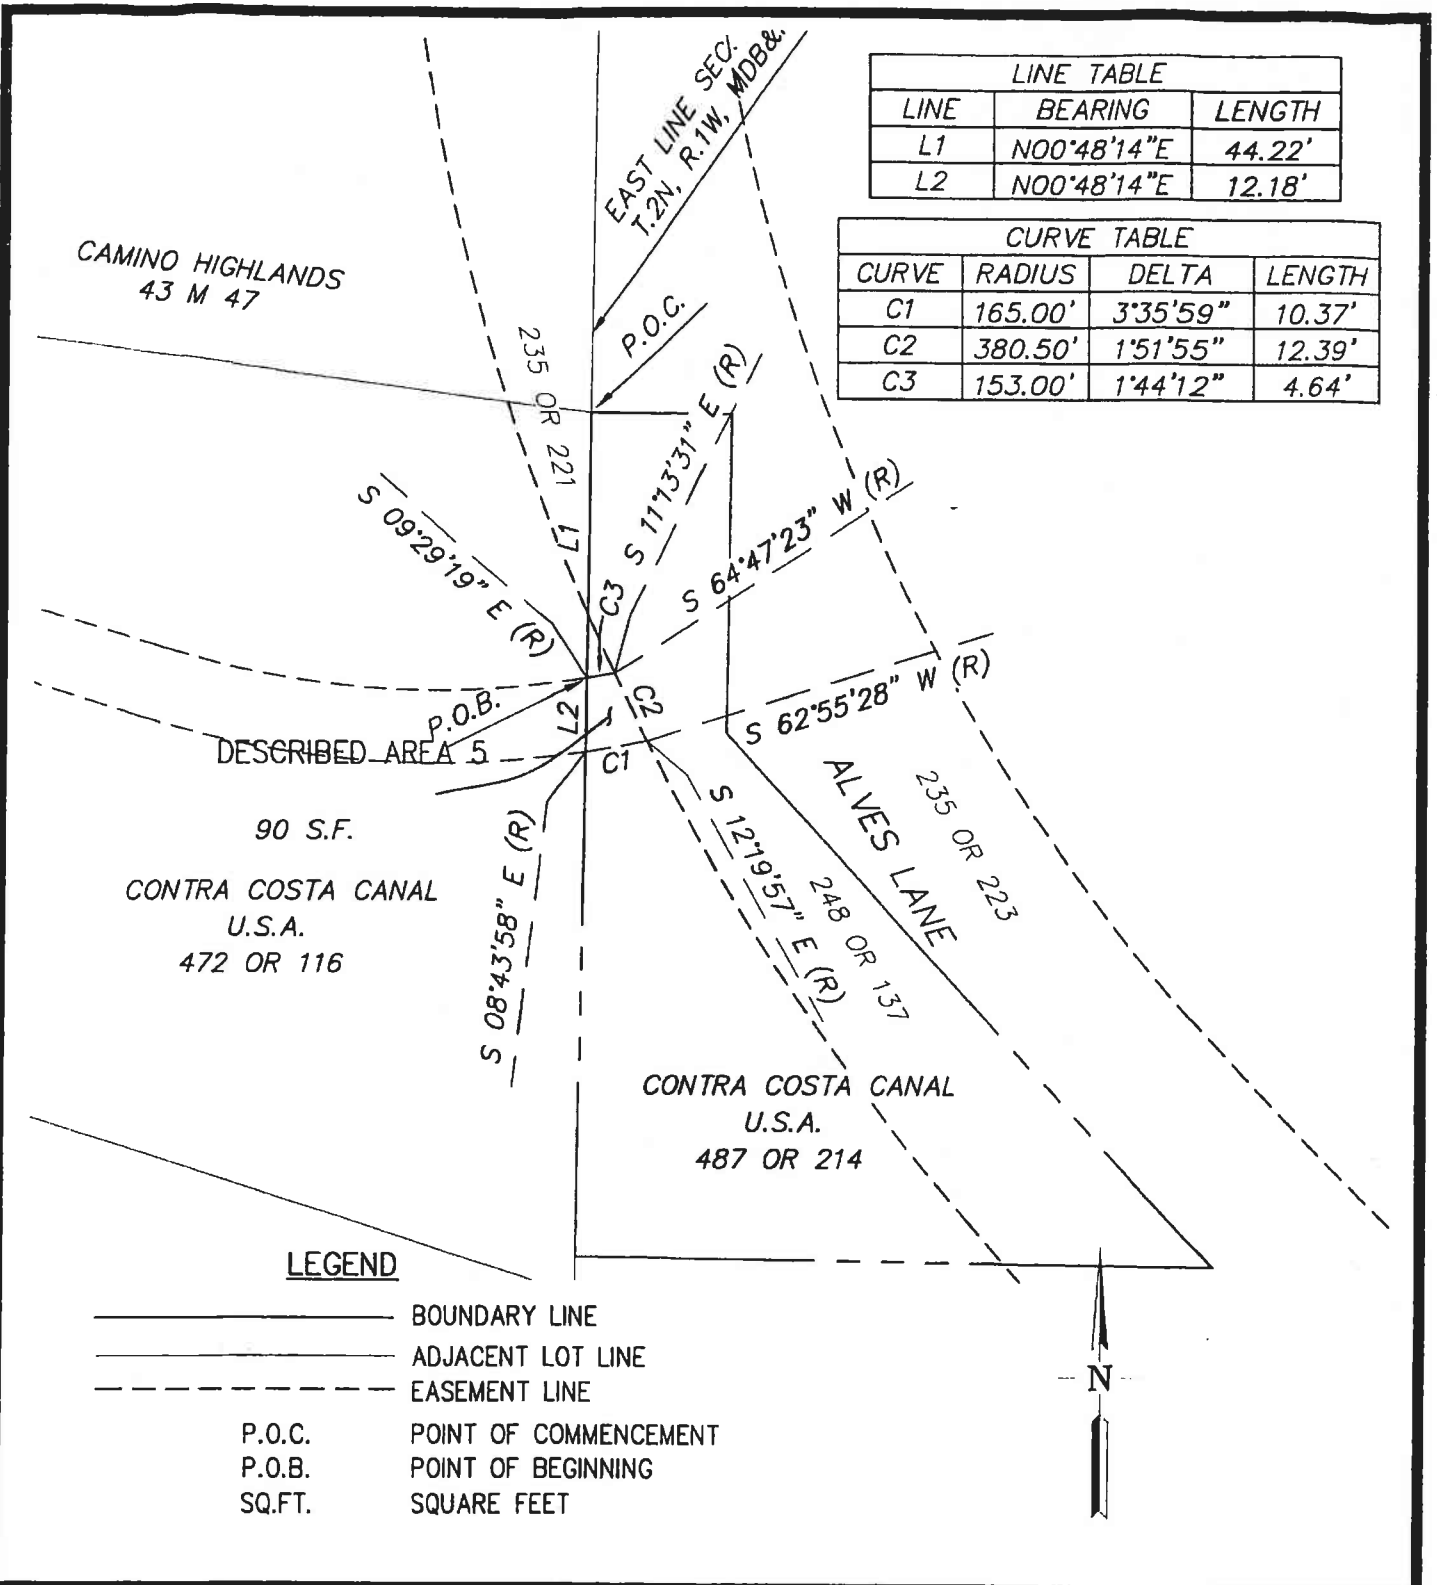 LINE TABLE
LINE BEARING LENGTH
L1 N00°48'14"E 44.22'
L2 N00°48'14"E 12.18'
CURVE TABLE
CURVE RADIUS DELTA LENGTH
C1 165.00' 3°35'59" 10.37'
C2 380.50' 1°51'55" 12.39'
C3 153.00' 1°44'12" 4.64'
EAST LINE SEC.
T.2N, R.1W, MDB&
CAMINO HIGHLANDS
43 M 47
P.O.C.
235 OR 221
L1
S 11°13'31" E (R)
S 09°29'19" E (R)
S 64°47'23" W (R)
C3
C2
S 62°55'28" W (R)
P.O.B.
L2
DESCRIBED AREA 5
C1
90 S.F.
S 08°43'58" E (R)
S 12°19'57" E (R)
ALVES LANE
235 OR 223
248 OR 137
CONTRA COSTA CANAL
U.S.A.
472 OR 116
CONTRA COSTA CANAL
U.S.A.
487 OR 214
LEGEND
BOUNDARY LINE
ADJACENT LOT LINE
EASEMENT LINE
P.O.C. POINT OF COMMENCEMENT
P.O.B. POINT OF BEGINNING
SQ.FT. SQUARE FEET
N